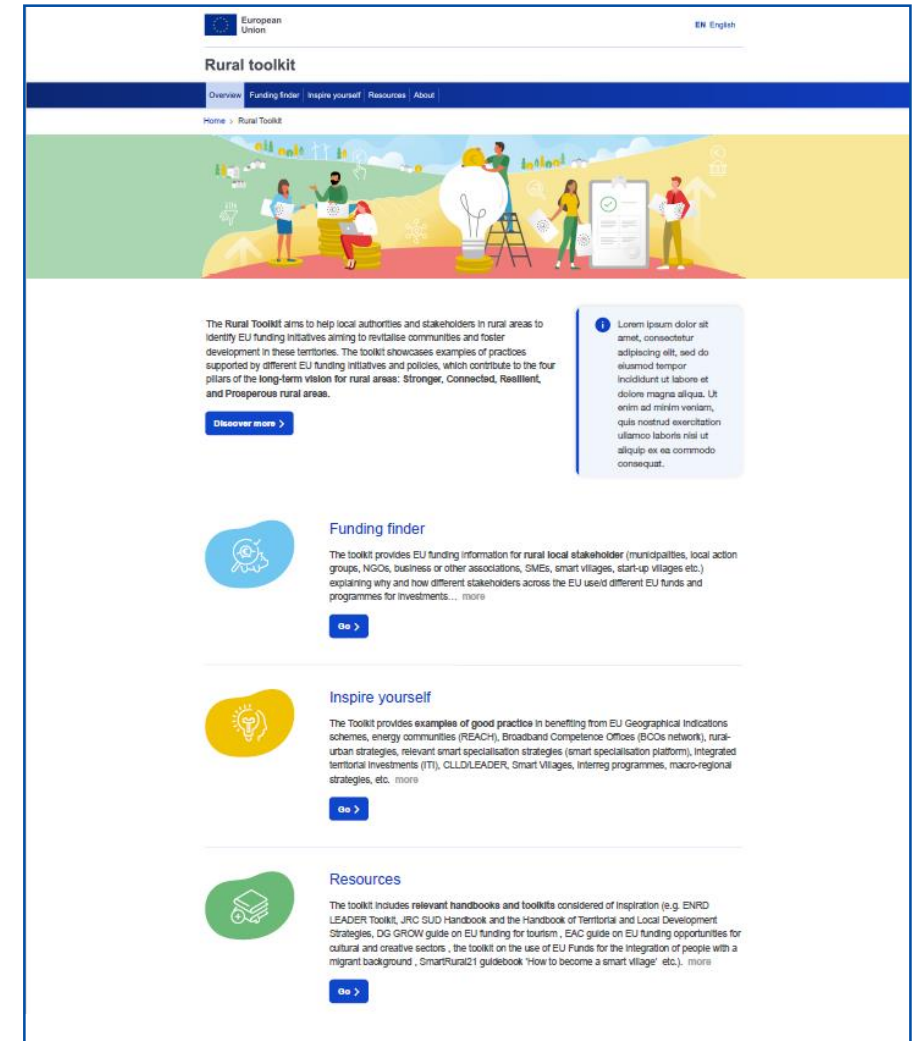 European
Union
EN English
Rural toolkit
Overview Funding finder Inspire yourself Resources About
Home > Rural Toolkit
The Rural Toolkit aims to help local authorities and stakeholders in rural areas to
identify EU funding initiatives aiming to revitalise communities and foster
development in these territories. The toolkit showcases examples of practices
supported by different EU funding initiatives and policies, which contribute to the four
pillars of the long-term vision for rural areas: Stronger, Connected, Resilient,
and Prosperous rural areas.
Discover more >
Lorem ipsum dolor sit
amet, consectetur
adipiscing elit, sed do
eiusmod tempor
incididunt ut labore et
dolore magna aliqua. Ut
enim ad minim veniam,
quis nostrud exercitation
ullamco laboris nisi ut
aliquip ex ea commodo
consequat.
Funding finder
The toolkit provides EU funding information for rural local stakeholder (municipalities, local action
groups, NGOs, business or other associations, SMEs, smart villages, start-up villages etc.)
explaining why and how different stakeholders across the EU use/d different EU funds and
programmes for investments... more
Go >
Inspire yourself
The Toolkit provides examples of good practice in benefiting from EU Geographical Indications
schemes, energy communities (REACH), Broadband Competence Offices (BCOs network), rural-
urban strategies, relevant smart specialisation strategies (smart specialisation platform), Integrated
territorial Investments (ITI), CLLD/LEADER, Smart Villages, Interreg programmes, macro-regional
strategies, etc. more
Go >
Resources
The toolkit includes relevant handbooks and toolkits considered of inspiration (e.g. ENRD
LEADER Toolkit, JRC SUD Handbook and the Handbook of Territorial and Local Development
Strategies, DG GROW guide on EU funding for tourism , EAC guide on EU funding opportunities for
cultural and creative sectors , the toolkit on the use of EU Funds for the integration of people with a
migrant background , SmartRural21 guidebook 'How to become a smart village' etc.). more
Go >